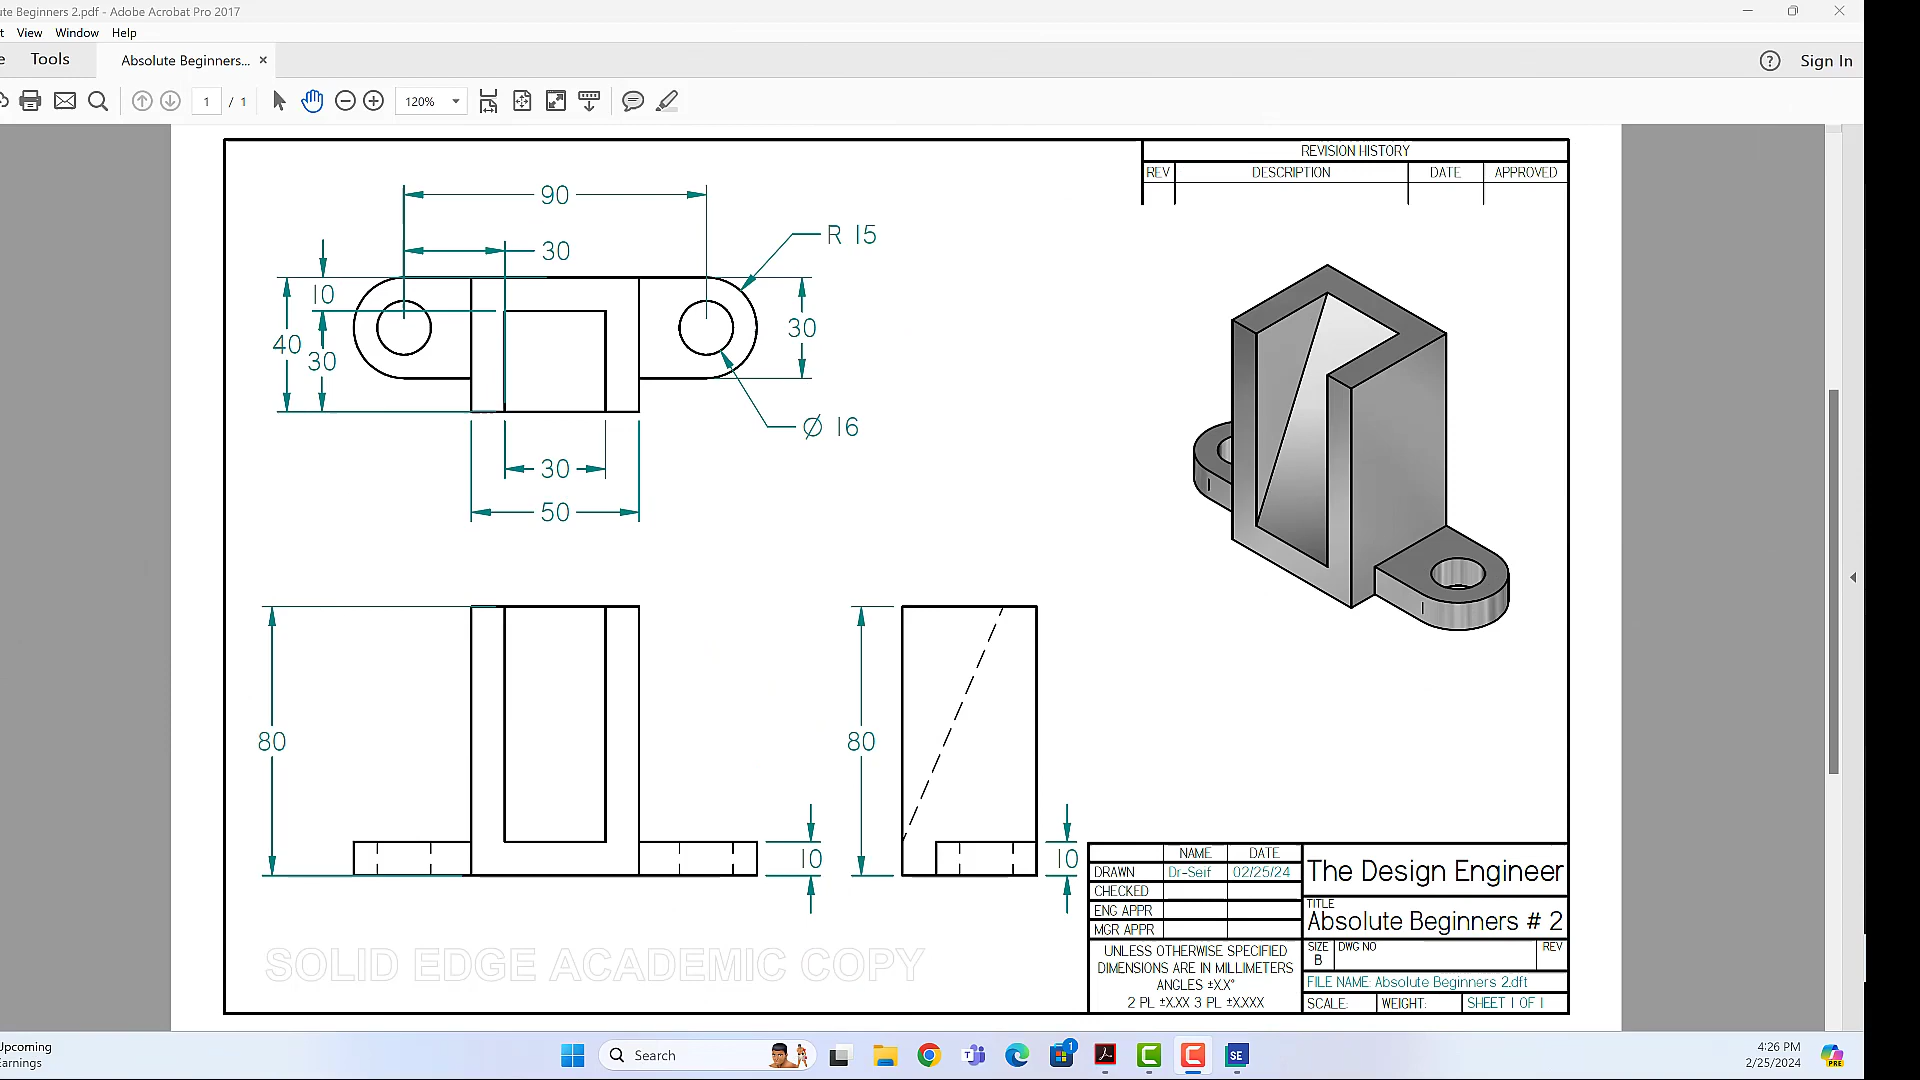 ute Beginners 2.pdf - Adobe Acrobat Pro 2017
t View Window Help
e Tools Absolute Beginners... × Sign In
1 / 1 120%
REVISION HISTORY
REV DESCRIPTION DATE APPROVED
90
R 15
30
10
40
30
30
Ø 16
30
50
80
80
10
10
NAME DATE
DRAWN Dr-Seif 02/25/24
CHECKED
ENG APPR
MGR APPR
UNLESS OTHERWISE SPECIFIED
DIMENSIONS ARE IN MILLIMETERS
ANGLES ±X.X°
2 PL ±X.XX 3 PL ±X.XXX
The Design Engineer
TITLE
Absolute Beginners # 2
SIZE DWG NO REV
B
FILE NAME: Absolute Beginners 2.dft
SCALE: WEIGHT: SHEET 1 OF 1
SOLID EDGE ACADEMIC COPY
Upcoming
Earnings
Search
1
SE
PRE
4:26 PM
2/25/2024